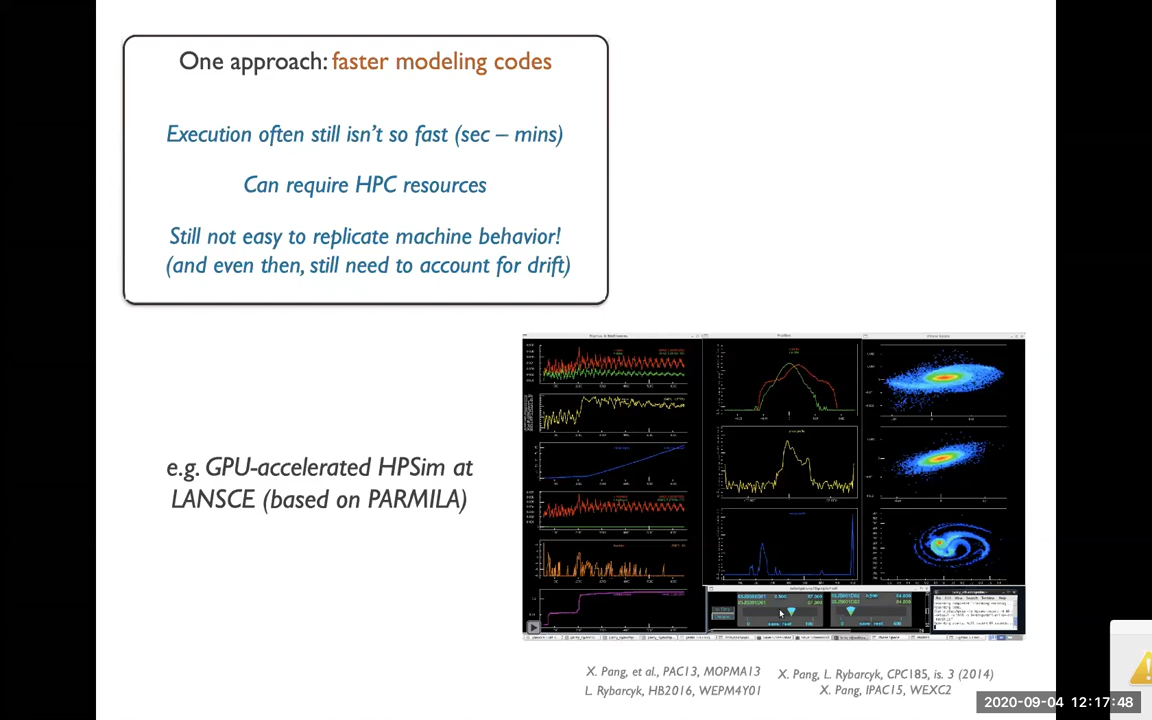 One approach: faster modeling codes
Execution often still isn't so fast (sec – mins)
Can require HPC resources
Still not easy to replicate machine behavior!
(and even then, still need to account for drift)
e.g. GPU-accelerated HPSim at
LANSCE (based on PARMILA)
X. Pang, et al., PAC13, MOPMA13
L. Rybarcyk, HB2016, WEPM4Y01
X. Pang, L. Rybarcyk, CPC185, is. 3 (2014)
X. Pang, IPAC15, WEXC2
2020-09-04 12:17:48